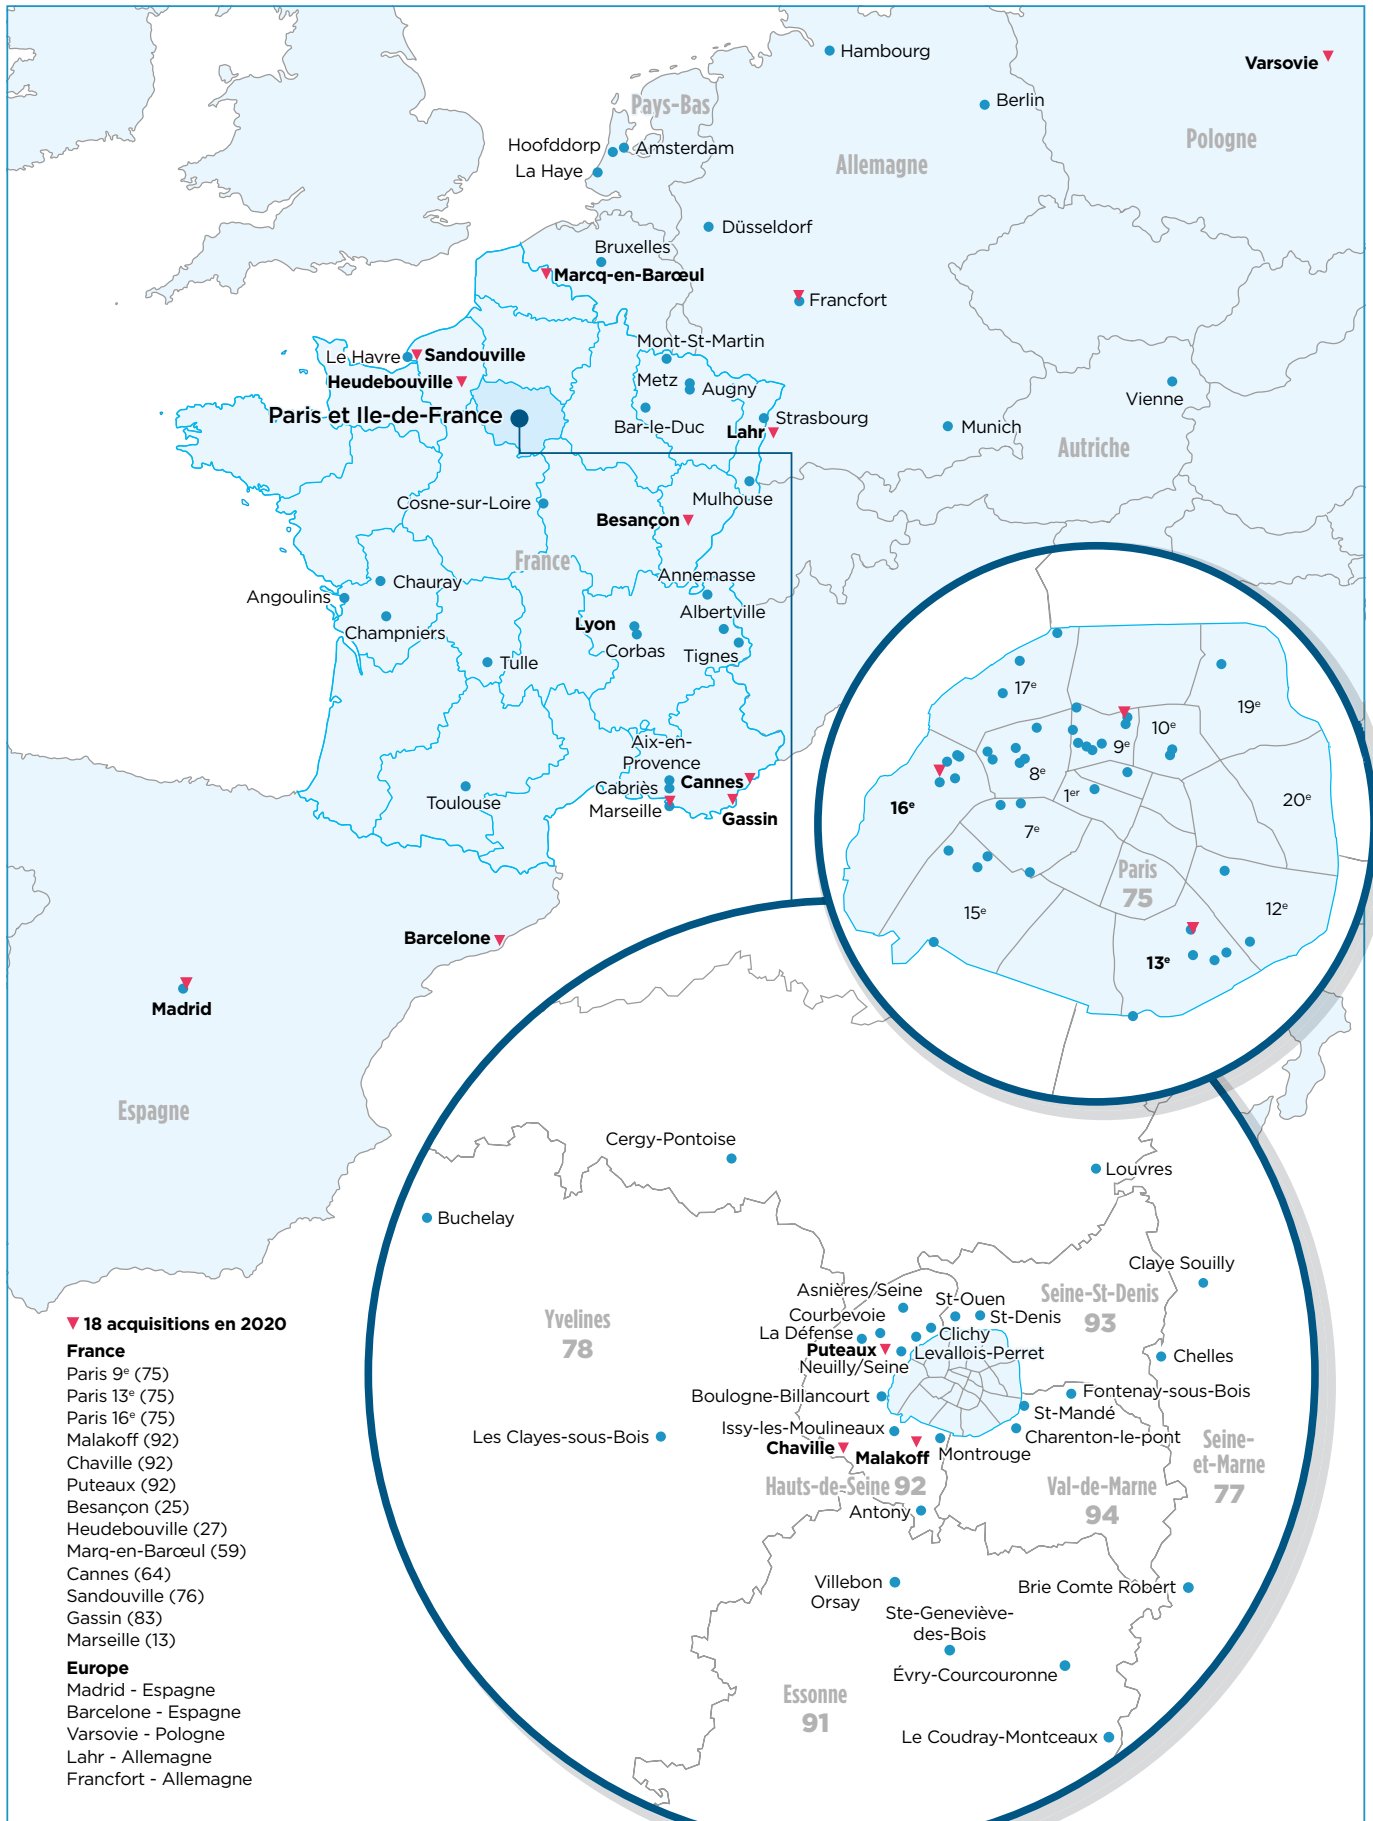 Hambourg
Varsovie
Pays-Bas
Berlin
Pologne
Hoofddorp
Amsterdam
Allemagne
La Haye
Düsseldorf
Bruxelles
Marcq-en-Barœul
Francfort
Mont-St-Martin
Le Havre
Sandouville
Heudebouville
Metz
Augny
Vienne
Paris et Ile-de-France
Bar-le-Duc
Strasbourg
Lahr
Munich
Autriche
Cosne-sur-Loire
Mulhouse
Besançon
France
Annemasse
Chauray
Angoulins
Albertville
Lyon
Champniers
Corbas
Tignes
Tulle
17e
19e
10e
9e
8e
1er
16e
20e
7e
Paris
75
15e
12e
13e
Aix-en-
Provence
Cannes
Cabriès
Marseille
Toulouse
Gassin
Barcelone
Madrid
Espagne
Cergy-Pontoise
Louvres
Buchelay
Claye Souilly
Asnières/Seine
Seine-St-Denis
93
St-Ouen
Courbevoie
St-Denis
Yvelines
78
La Défense
Clichy
Puteaux
Levallois-Perret
Neuilly/Seine
Chelles
Boulogne-Billancourt
Fontenay-sous-Bois
St-Mandé
Issy-les-Moulineaux
Charenton-le-pont
Les Clayes-sous-Bois
Chaville
Malakoff
Montrouge
Seine-
et-Marne
77
Hauts-de-Seine 92
Val-de-Marne
94
Antony
Villebon
Orsay
Brie Comte Robert
Ste-Geneviève-
des-Bois
Évry-Courcouronne
Essonne
91
Le Coudray-Montceaux
18 acquisitions en 2020
France
Paris 9e (75)
Paris 13e (75)
Paris 16e (75)
Malakoff (92)
Chaville (92)
Puteaux (92)
Besançon (25)
Heudebouville (27)
Marq-en-Barœul (59)
Cannes (64)
Sandouville (76)
Gassin (83)
Marseille (13)
Europe
Madrid - Espagne
Barcelone - Espagne
Varsovie - Pologne
Lahr - Allemagne
Francfort - Allemagne